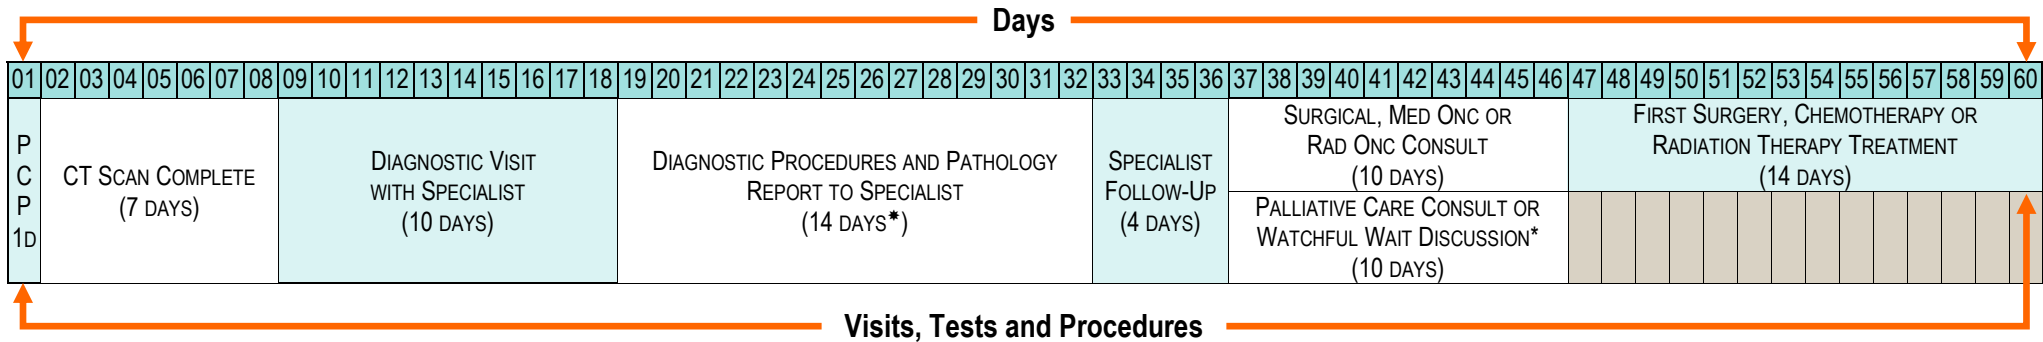 Days
01 02 03 04 05 06 07 08 09 10 11 12 13 14 15 16 17 18 19 20 21 22 23 24 25 26 27 28 29 30 31 32 33 34 35 36 37 38 39 40 41 42 43 44 45 46 47 48 49 50 51 52 53 54 55 56 57 58 59 60
P
C
P
1D
CT SCAN COMPLETE
(7 DAYS)
DIAGNOSTIC VISIT
WITH SPECIALIST
(10 DAYS)
DIAGNOSTIC PROCEDURES AND PATHOLOGY
REPORT TO SPECIALIST
(14 DAYS*)
SPECIALIST
FOLLOW-UP
(4 DAYS)
SURGICAL, MED ONC OR
RAD ONC CONSULT
(10 DAYS)
PALLIATIVE CARE CONSULT OR
WATCHFUL WAIT DISCUSSION*
(10 DAYS)
FIRST SURGERY, CHEMOTHERAPY OR
RADIATION THERAPY TREATMENT
(14 DAYS)
Visits, Tests and Procedures